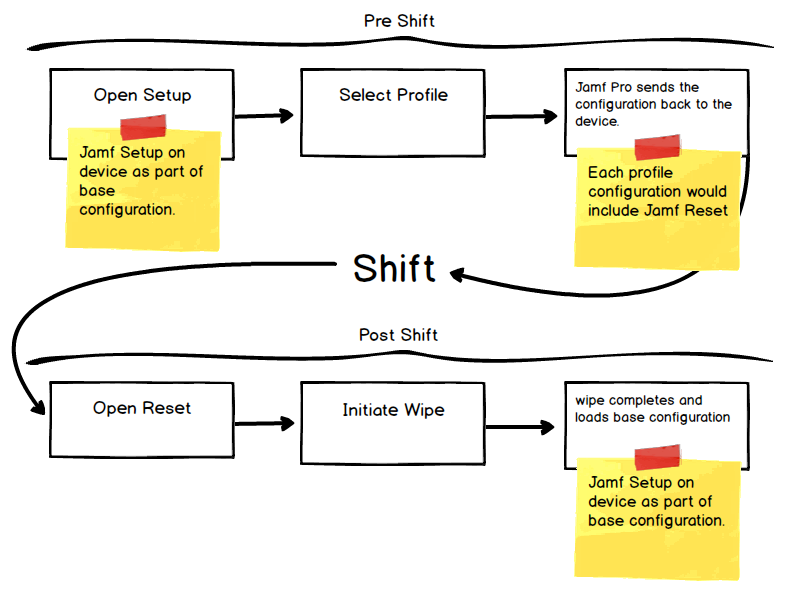 Pre Shift
Open Setup
Jamf Setup on
device as part of
base
configuration.
Select Profile
Jamf Pro sends the
configuration back to the
device.
Each profile
configuration would
include Jamf Reset
Shift
Post Shift
Open Reset
Initiate Wipe
wipe completes and
loads base configuration
Jamf Setup on
device as part of
base configuration.